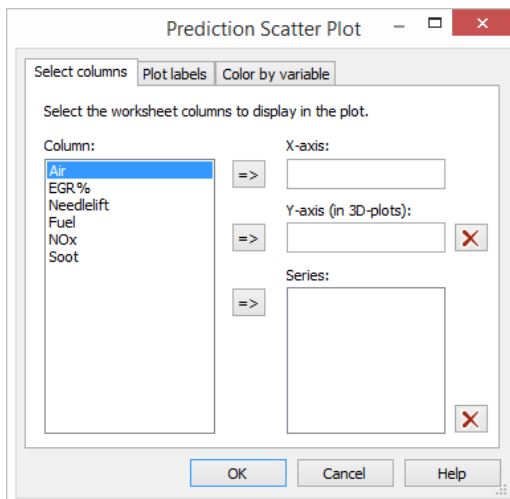 Prediction Scatter Plot
Select columns Plot labels Color by variable
Select the worksheet columns to display in the plot.
Column:
Air
EGR%
Needlelift
Fuel
NOx
Soot
=>
X-axis:
=>
Y-axis (in 3D-plots):
=>
Series:
OK Cancel Help